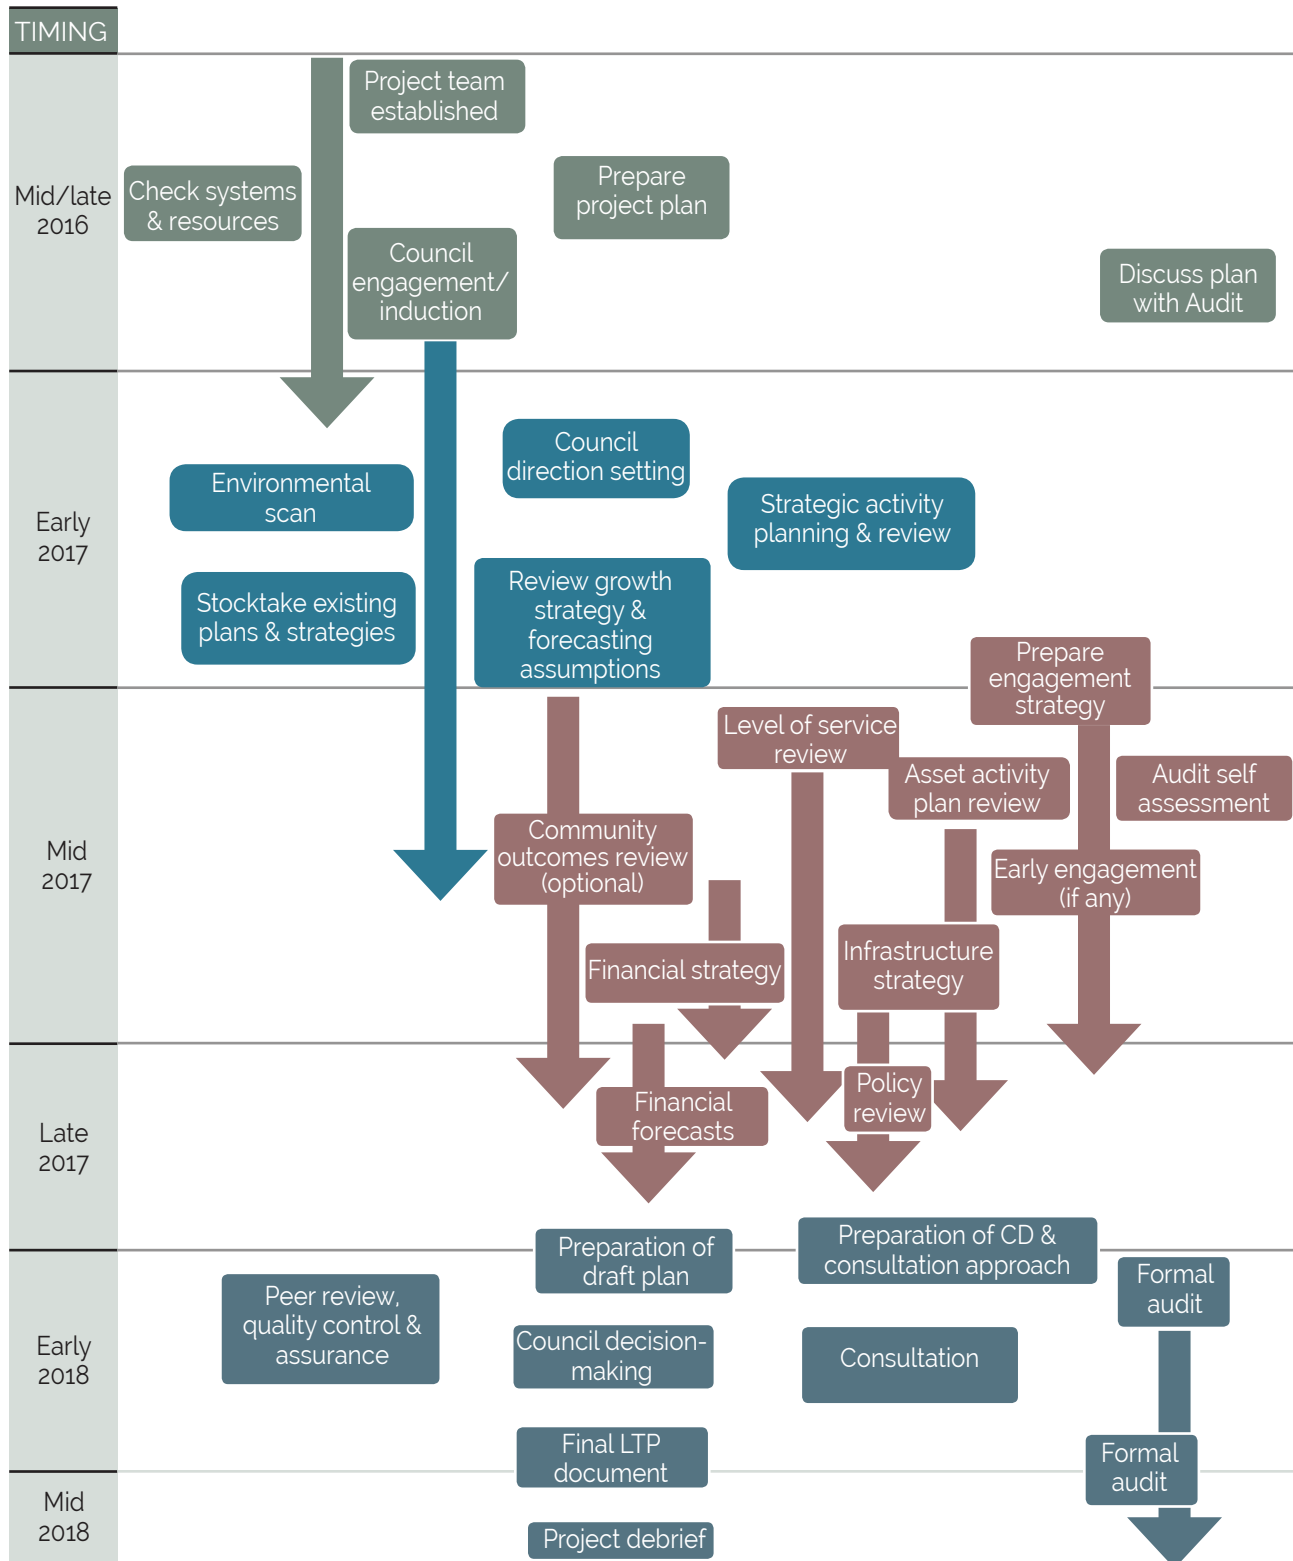 TIMING
Mid/late
2016
Project team
established
Check systems
& resources
Prepare
project plan
Council
engagement/
induction
Discuss plan
with Audit
Early
2017
Council
direction setting
Environmental
scan
Strategic activity
planning & review
Stocktake existing
plans & strategies
Review growth
strategy &
forecasting
assumptions
Prepare
engagement
strategy
Mid
2017
Level of service
review
Asset activity
plan review
Audit self
assessment
Community
outcomes review
(optional)
Early engagement
(if any)
Financial strategy
Infrastructure
strategy
Late
2017
Financial
forecasts
Policy
review
Preparation of
draft plan
Preparation of CD &
consultation approach
Early
2018
Peer review,
quality control &
assurance
Formal
audit
Council decision-
making
Consultation
Final LTP
document
Formal
audit
Mid
2018
Project debrief